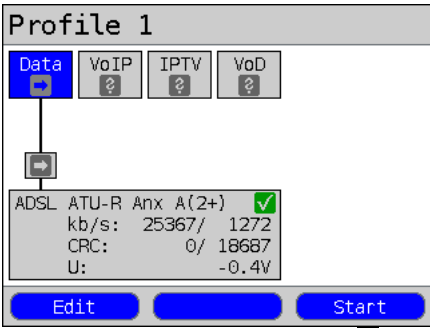 Profile 1
Data VoIP IPTV VoD
? ? ?
ADSL ATU-R Anx A(2+)
kb/s: 25367/ 1272
CRC: 0/ 18687
U: -0.4V
Edit Start